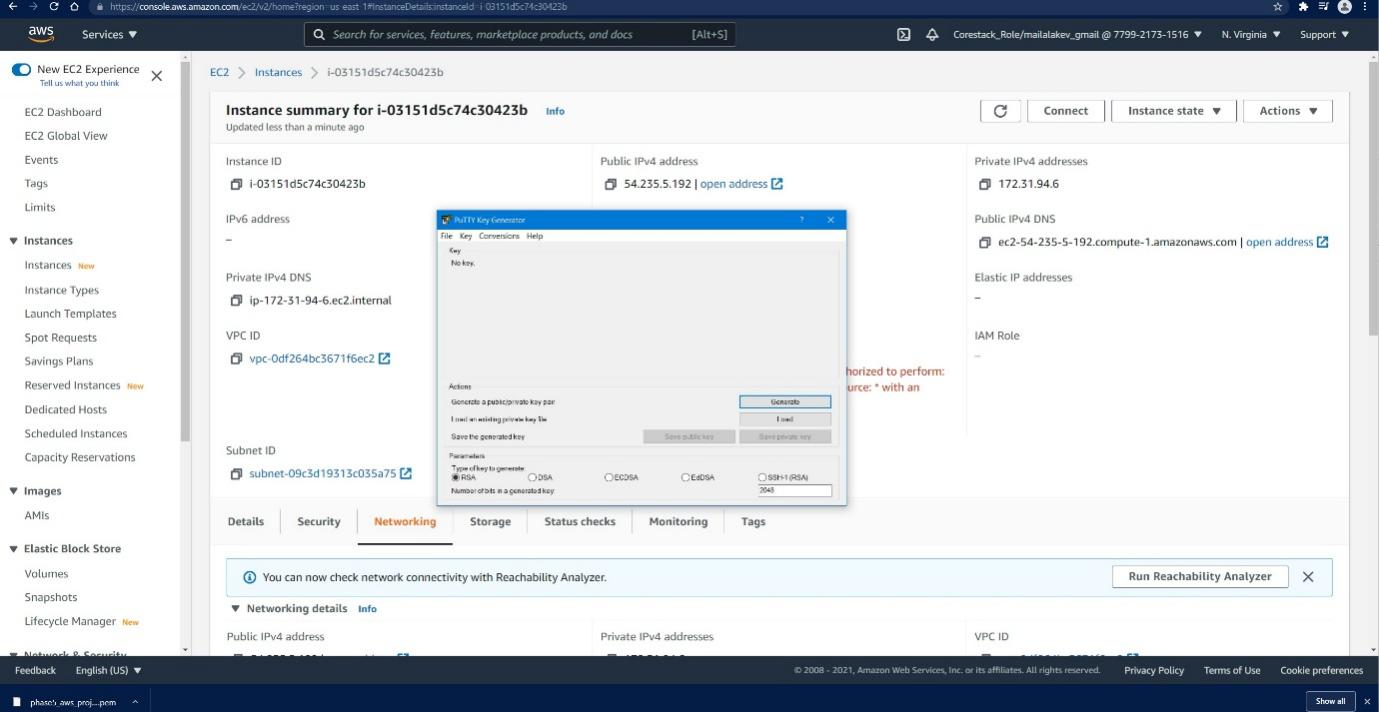 https://console.aws.amazon.com/ec2/v2/home?region=us-east-1#InstanceDetails:instanceId=i-03151d5c74c30423b
aws
Services
Search for services, features, marketplace products, and docs [Alt+S]
Corestack_Role/mailalakev_gmail @ 7799-2173-1516
N. Virginia
Support
New EC2 Experience
Tell us what you think
EC2 Dashboard
EC2 Global View
Events
Tags
Limits
Instances
Instances New
Instance Types
Launch Templates
Spot Requests
Savings Plans
Reserved Instances New
Dedicated Hosts
Scheduled Instances
Capacity Reservations
Images
AMIs
Elastic Block Store
Volumes
Snapshots
Lifecycle Manager New
Network & Security
EC2 > Instances > i-03151d5c74c30423b
Instance summary for i-03151d5c74c30423b Info
Updated less than a minute ago
Connect
Instance state
Actions
Instance ID
i-03151d5c74c30423b
Public IPv4 address
54.235.5.192 | open address
Private IPv4 addresses
172.31.94.6
IPv6 address
–
Public IPv4 DNS
ec2-54-235-5-192.compute-1.amazonaws.com | open address
Private IPv4 DNS
ip-172-31-94-6.ec2.internal
Elastic IP addresses
–
VPC ID
vpc-0df264bc3671f6ec2
IAM Role
–
horized to perform:
urce: * with an
Subnet ID
subnet-09c3d19313c035a75
PuTTY Key Generator ?
File Key Conversions Help
Key
No key.
Actions
Generate a public/private key pair
Generate
Load an existing private key file
Load
Save the generated key
Save public key
Save private key
Parameters
Type of key to generate:
RSA DSA ECDSA EdDSA SSH-1 (RSA)
Number of bits in a generated key:
2048
Details
Security
Networking
Storage
Status checks
Monitoring
Tags
You can now check network connectivity with Reachability Analyzer.
Run Reachability Analyzer
Networking details Info
Public IPv4 address
Private IPv4 addresses
VPC ID
Feedback
English (US)
© 2008 - 2021, Amazon Web Services, Inc. or its affiliates. All rights reserved.
Privacy Policy
Terms of Use
Cookie preferences
phase5_aws_proj....pem
Show all